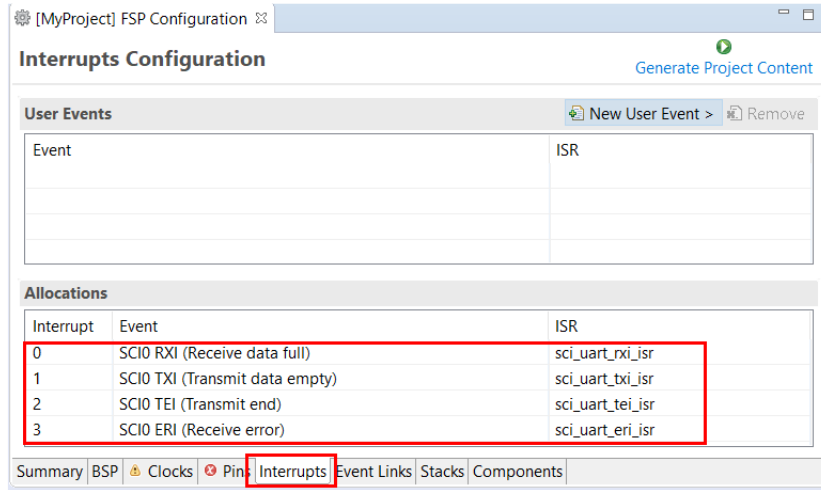 [MyProject] FSP Configuration
Interrupts Configuration
Generate Project Content
User Events
New User Event >
Remove
Event ISR
Allocations
Interrupt Event ISR
0 SCI0 RXI (Receive data full) sci_uart_rxi_isr
1 SCI0 TXI (Transmit data empty) sci_uart_txi_isr
2 SCI0 TEI (Transmit end) sci_uart_tei_isr
3 SCI0 ERI (Receive error) sci_uart_eri_isr
Summary BSP Clocks Pins Interrupts Event Links Stacks Components